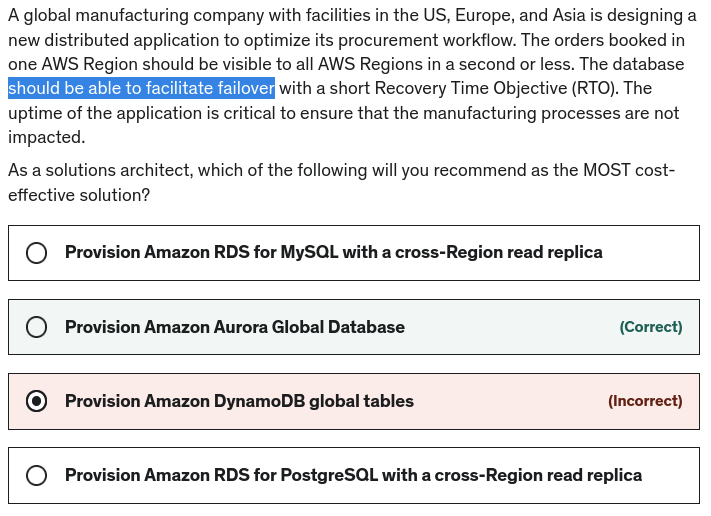 A global manufacturing company with facilities in the US, Europe, and Asia is designing a
new distributed application to optimize its procurement workflow. The orders booked in
one AWS Region should be visible to all AWS Regions in a second or less. The database
should be able to facilitate failover with a short Recovery Time Objective (RTO). The
uptime of the application is critical to ensure that the manufacturing processes are not
impacted.
As a solutions architect, which of the following will you recommend as the MOST cost-
effective solution?
Provision Amazon RDS for MySQL with a cross-Region read replica
Provision Amazon Aurora Global Database (Correct)
Provision Amazon DynamoDB global tables (Incorrect)
Provision Amazon RDS for PostgreSQL with a cross-Region read replica